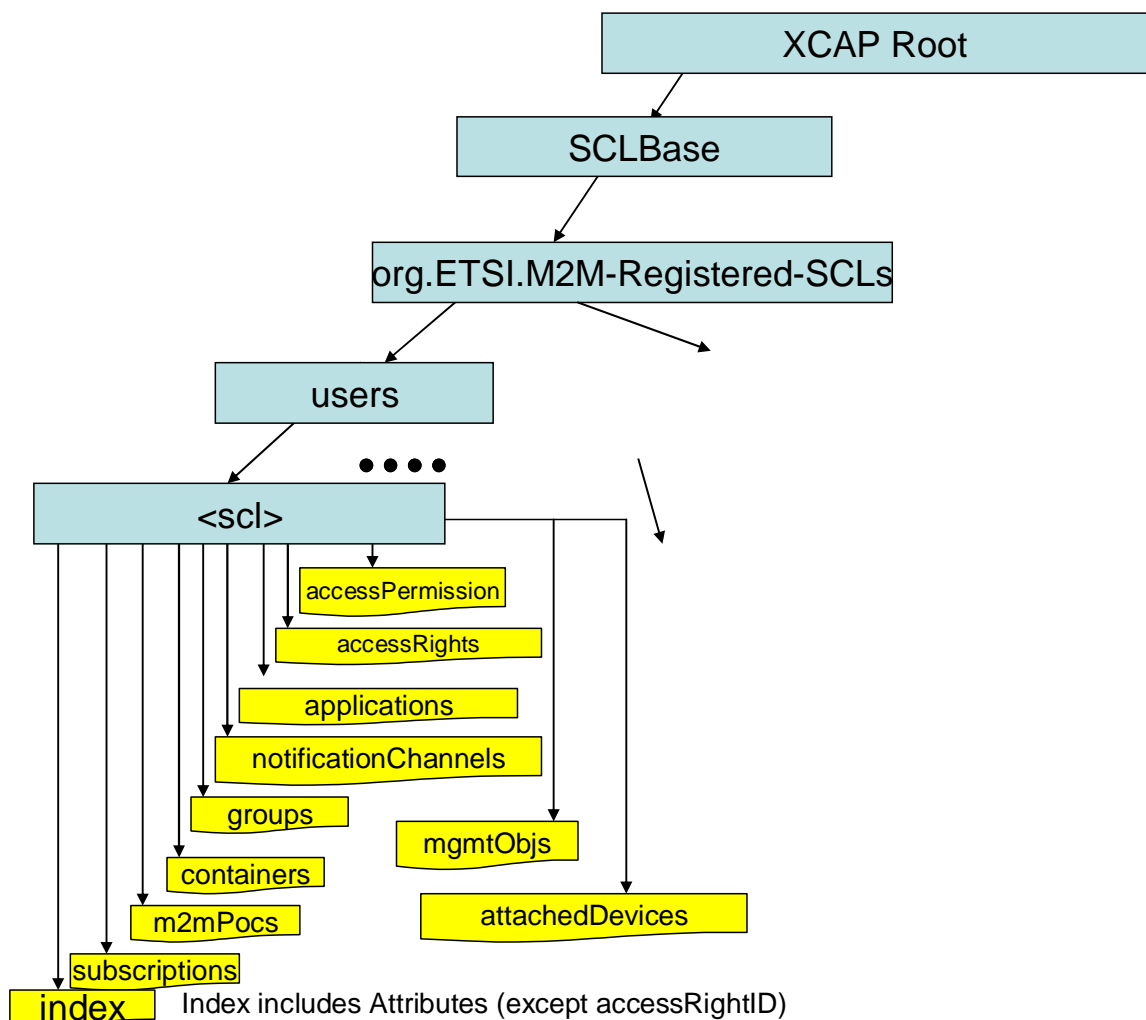 XCAP Root
SCLBase
org.ETSI.M2M-Registered-SCLs
users
<scl>
accessPermission
accessRights
applications
notificationChannels
groups
mgmtObjs
containers
attachedDevices
m2mPocs
subscriptions
index
Index includes Attributes (except accessRightID)